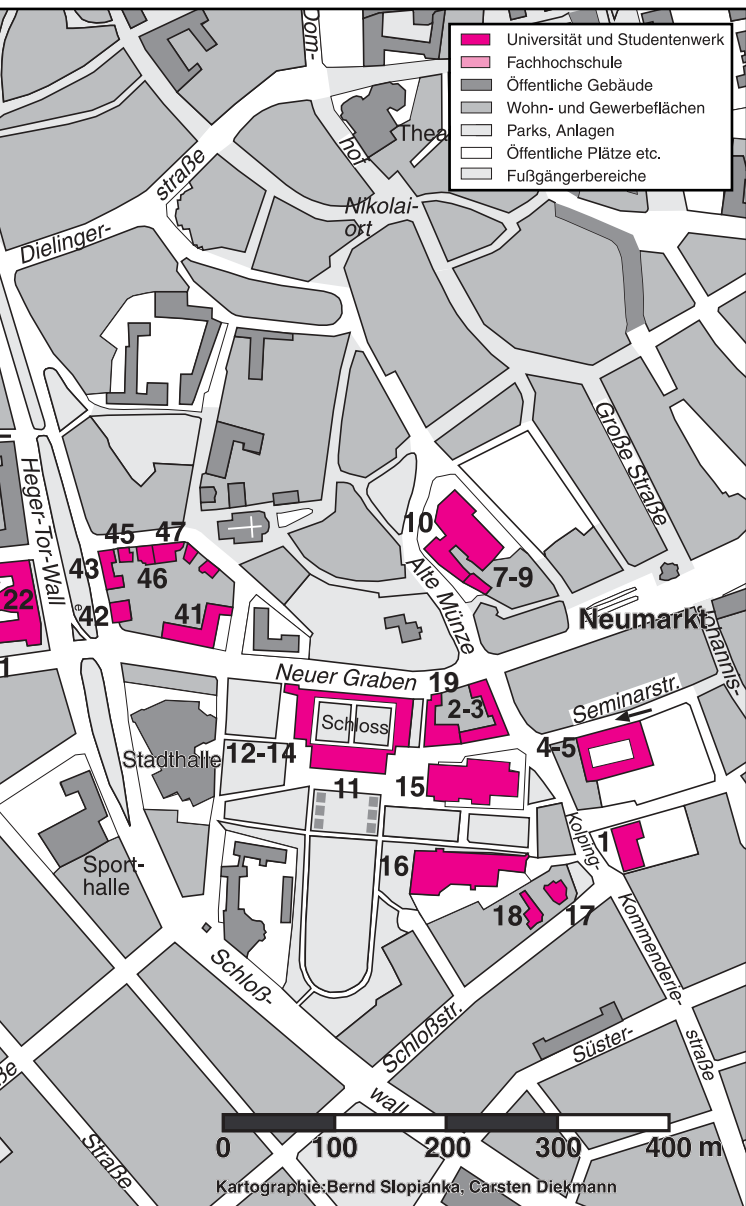 Universität und Studentenwerk
Fachhochschule
Öffentliche Gebäude
Wohn- und Gewerbeflächen
Parks, Anlagen
Öffentliche Plätze etc.
Fußgängerbereiche
Dom-
hof
Thea
straße
Dielinger-
Nikolai-
ort
Große Straße
Heger-Tor-Wall
45
47
43
46
42
41
22
1
10
7-9
Alte Münze
Neumarkt
Johannis-
Neuer Graben
19
2-3
Seminarstr.
Schloss
Stadthalle
12-14
4-5
11
15
Kolping-
1
16
Sport-
halle
18
17
Kommenderie-
straße
Schloß-
wall
Schloßstr.
Süster-
Straße
0
100
200
300
400 m
Kartographie:Bernd Slopianka, Carsten Diekmann